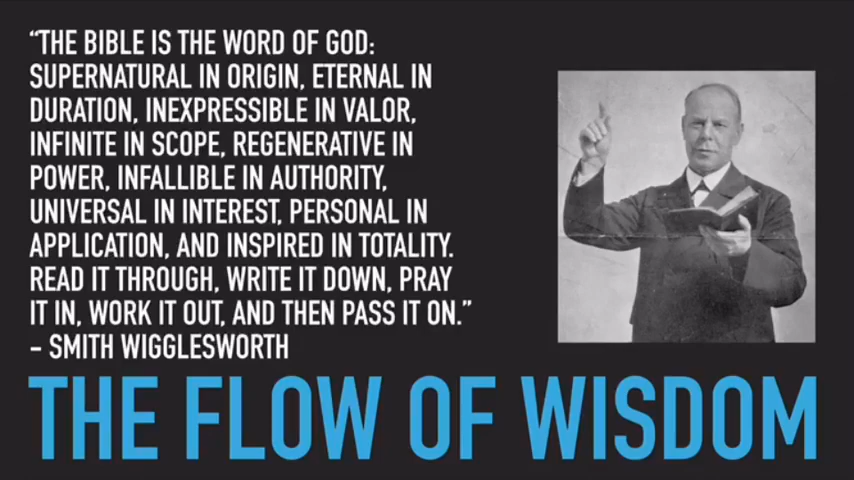 “THE BIBLE IS THE WORD OF GOD:
SUPERNATURAL IN ORIGIN, ETERNAL IN
DURATION, INEXPRESSIBLE IN VALOR,
INFINITE IN SCOPE, REGENERATIVE IN
POWER, INFALLIBLE IN AUTHORITY,
UNIVERSAL IN INTEREST, PERSONAL IN
APPLICATION, AND INSPIRED IN TOTALITY.
READ IT THROUGH, WRITE IT DOWN, PRAY
IT IN, WORK IT OUT, AND THEN PASS IT ON.”
– SMITH WIGGLESWORTH
THE FLOW OF WISDOM